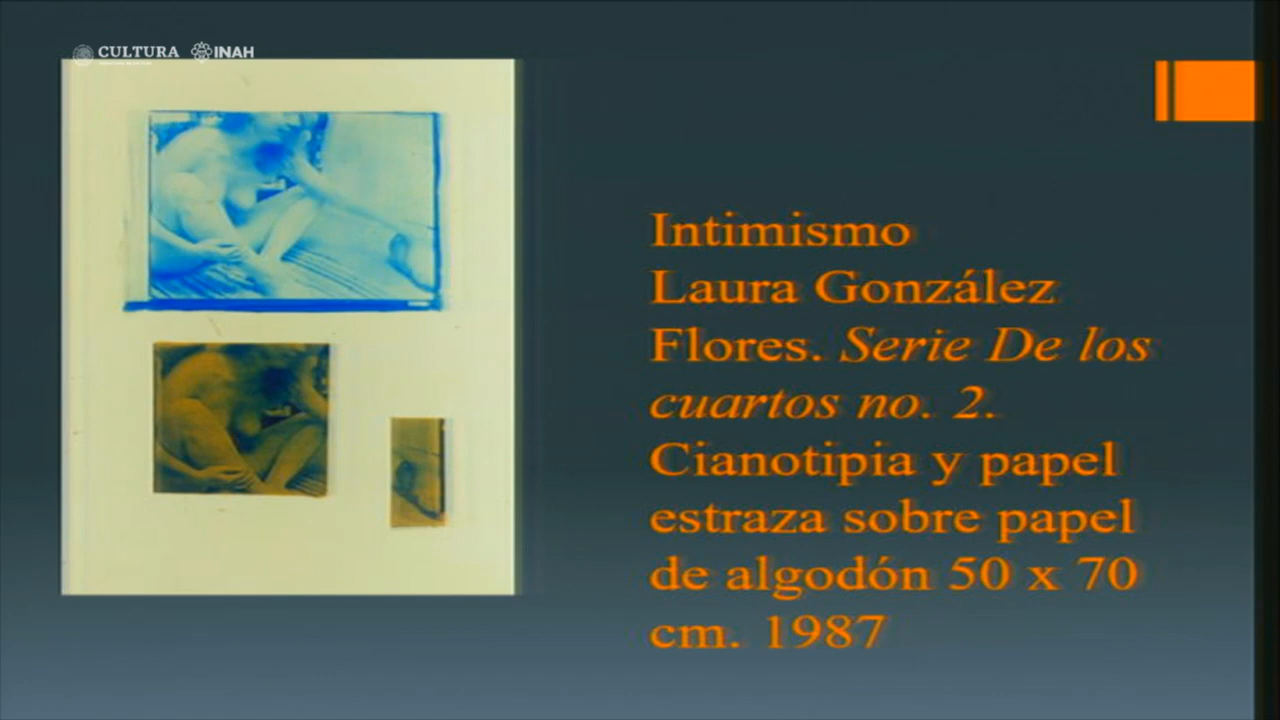 CULTURA INAH
Intimismo
Laura González
Flores. Serie De los
cuartos no. 2.
Cianotipia y papel
estraza sobre papel
de algodón 50 x 70
cm. 1987